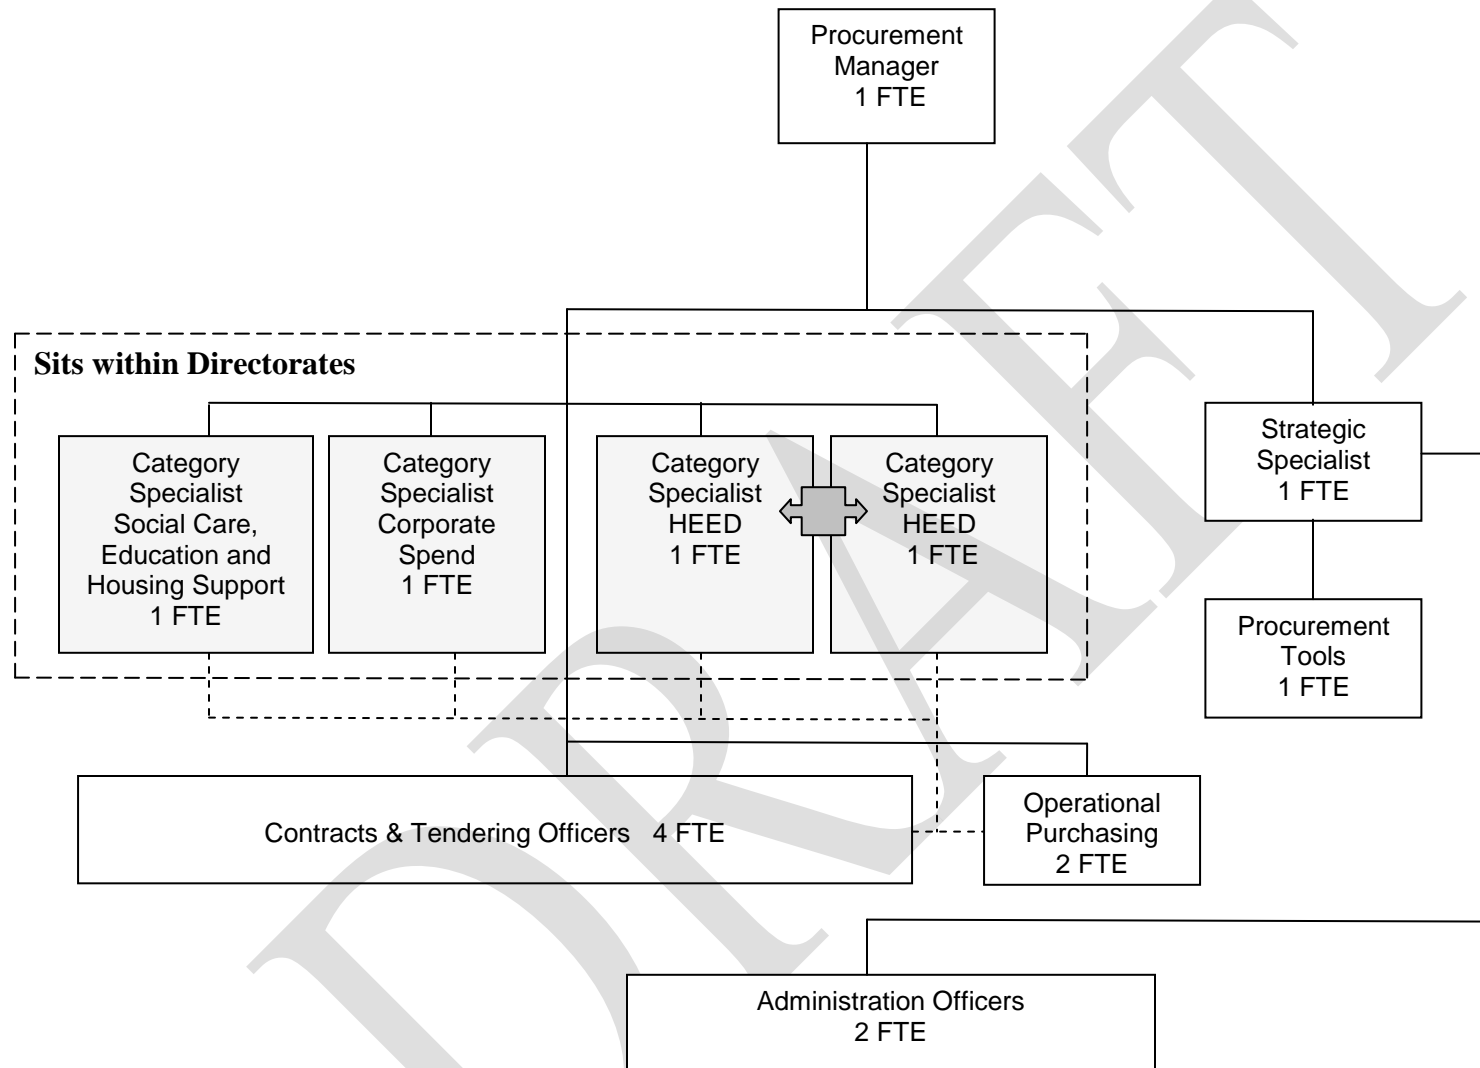 Procurement
Manager
1 FTE
Sits within Directorates
Category
Specialist
Social Care,
Education and
Housing Support
1 FTE
Category
Specialist
Corporate
Spend
1 FTE
Category
Specialist
HEED
1 FTE
Category
Specialist
HEED
1 FTE
Strategic
Specialist
1 FTE
Procurement
Tools
1 FTE
Contracts & Tendering Officers 4 FTE
Operational
Purchasing
2 FTE
Administration Officers
2 FTE
DRAFT